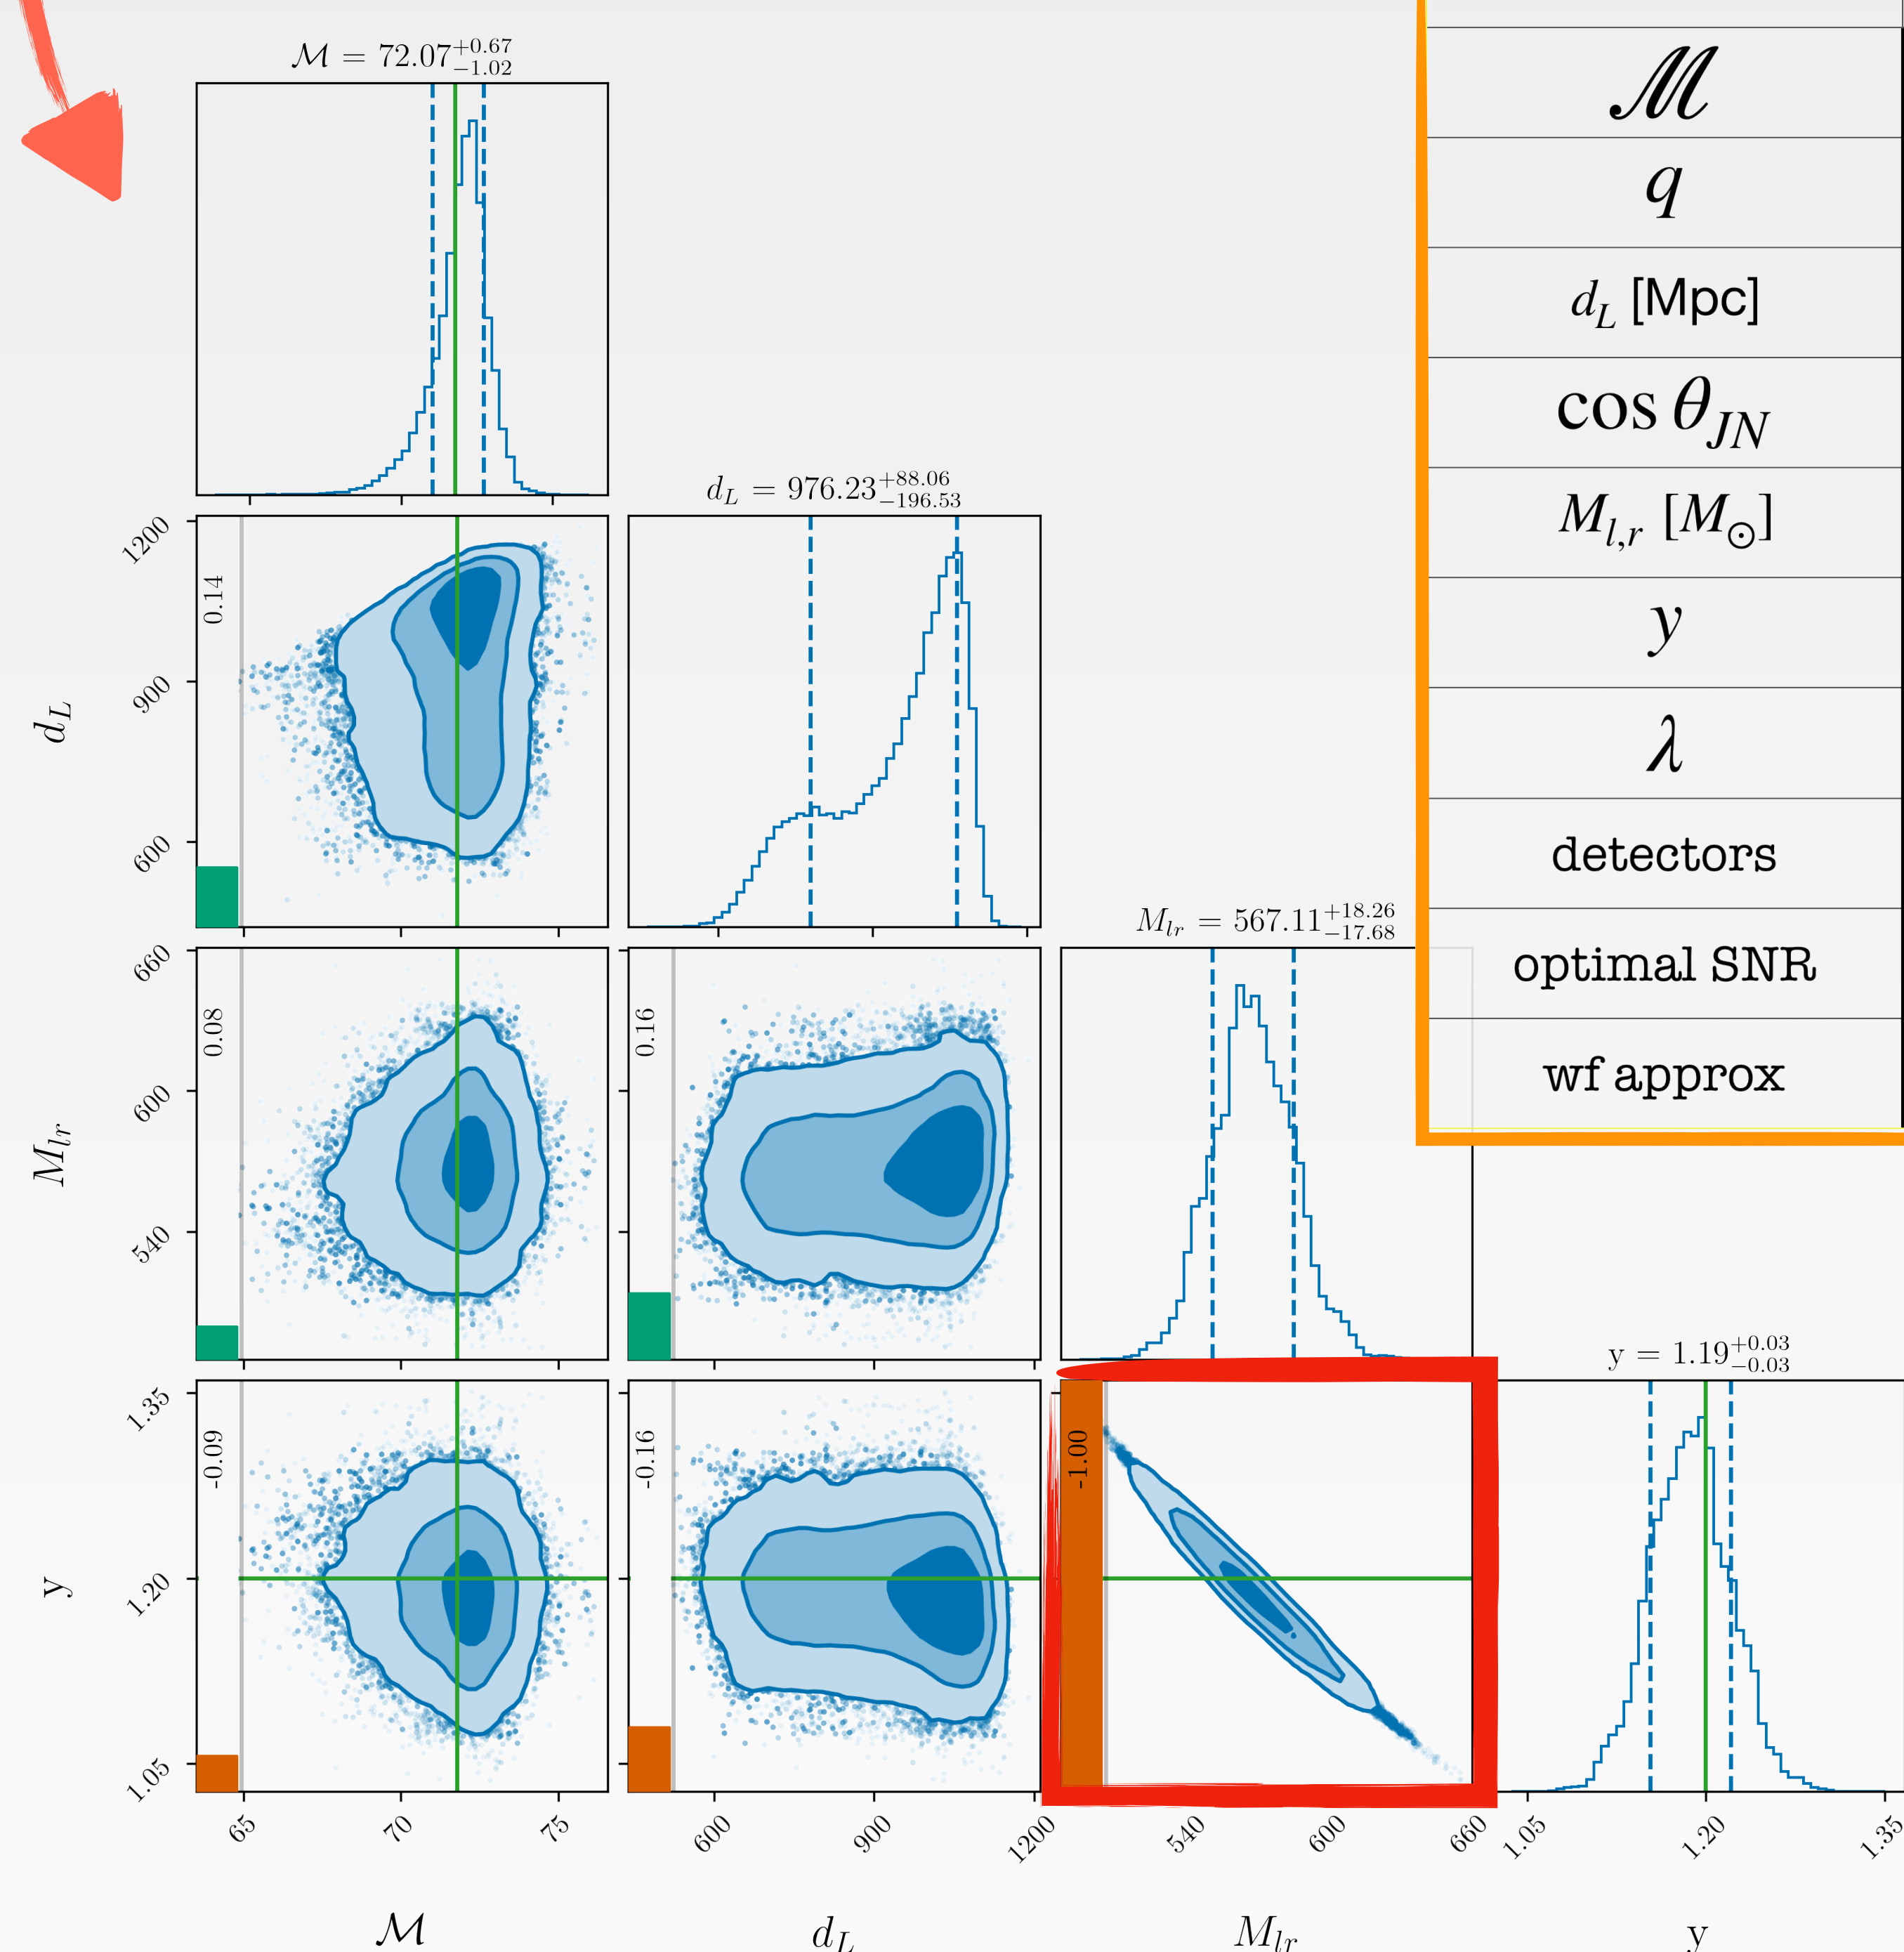 ℳ = 72.07⁺⁰·⁶⁷₋₁.₀₂
ℳ
q
d_L [Mpc]
cos θ_JN
M_l,r [M_⊙]
y
λ
detectors
optimal SNR
wf approx
d_L = 976.23⁺⁸⁸·⁰⁶₋₁₉₆.₅₃
d_L
1200
900
600
0.14
M_lr = 567.11⁺¹⁸·²⁶₋₁₇.₆₈
M_lr
660
600
540
0.08
0.16
y = 1.19⁺⁰·⁰³₋₀.₀₃
y
1.35
1.20
1.05
-0.09
-0.16
-1.00
65 70 75
600 900 1200
540 600 660
1.05 1.20 1.35
ℳ
d_L
M_lr
y